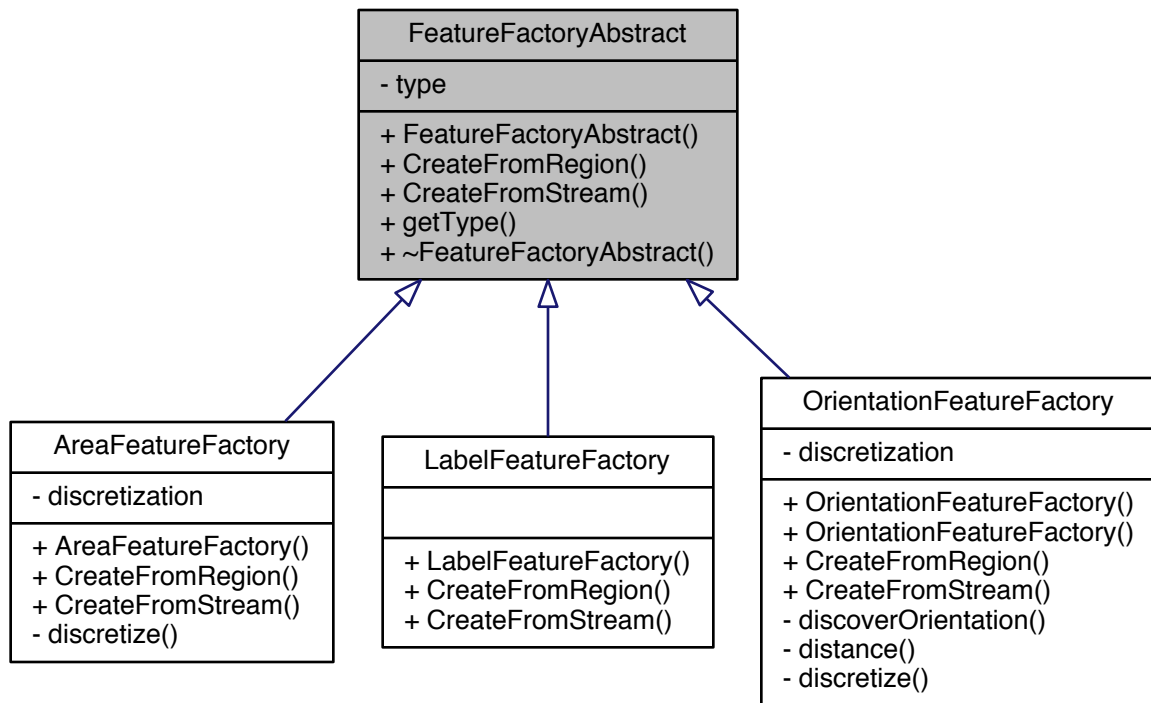 FeatureFactoryAbstract
- type
+ FeatureFactoryAbstract()
+ CreateFromRegion()
+ CreateFromStream()
+ getType()
+ ~FeatureFactoryAbstract()
AreaFeatureFactory
- discretization
+ AreaFeatureFactory()
+ CreateFromRegion()
+ CreateFromStream()
- discretize()
LabelFeatureFactory
+ LabelFeatureFactory()
+ CreateFromRegion()
+ CreateFromStream()
OrientationFeatureFactory
- discretization
+ OrientationFeatureFactory()
+ OrientationFeatureFactory()
+ CreateFromRegion()
+ CreateFromStream()
- discoverOrientation()
- distance()
- discretize()